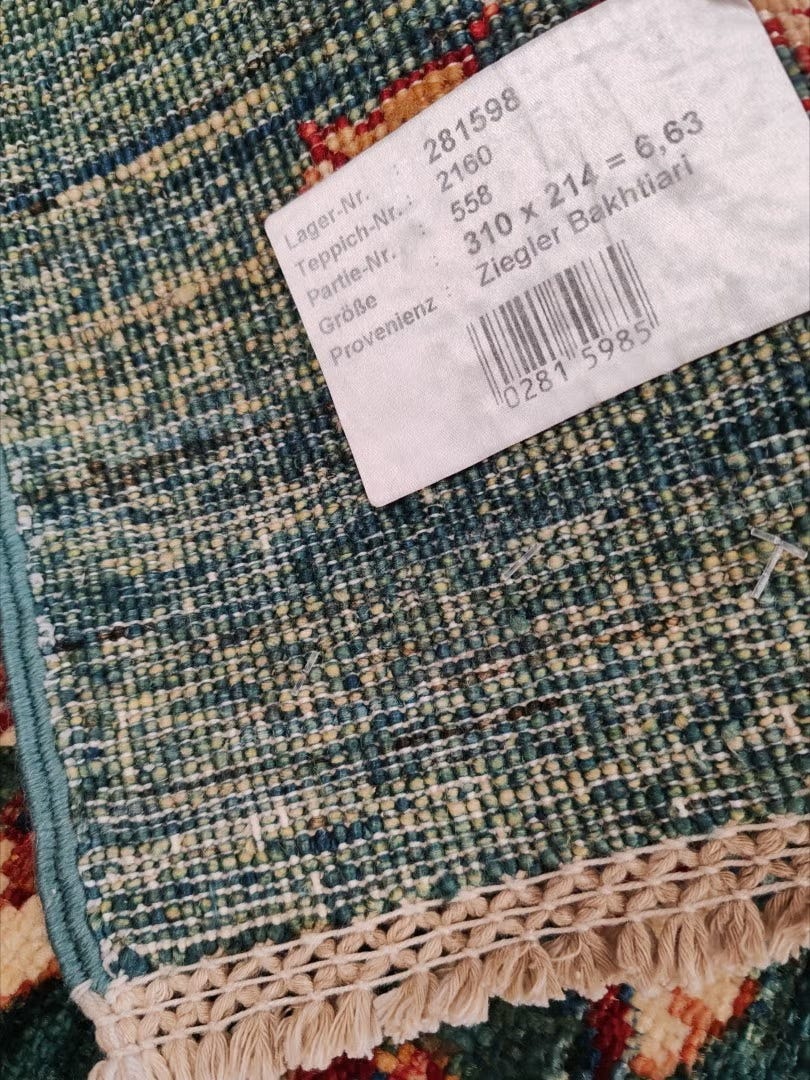 Lager-Nr. : 281598
Teppich-Nr. : 2160
Partie-Nr. : 558
Größe : 310 x 214 = 6,63
Provenienz : Ziegler Bakhtiari
0281 5985